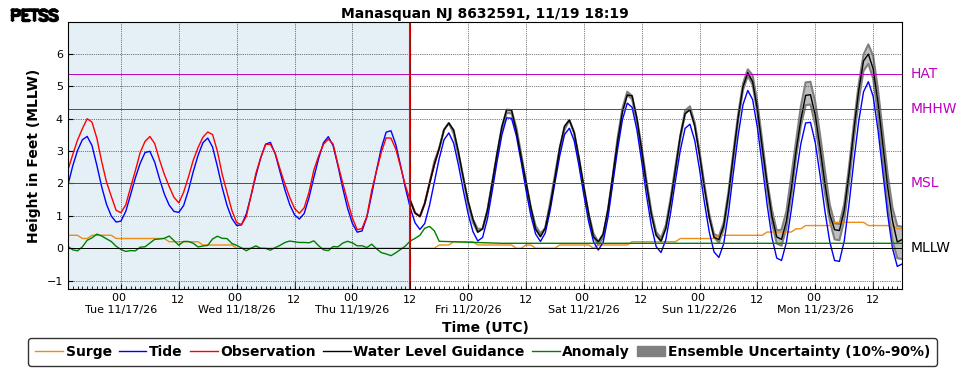 PETSS
Manasquan NJ 8632591, 11/19 18:19
Height in Feet (MLLW)
6
5
4
3
2
1
0
−1
HAT
MHHW
MSL
MLLW
00 12 00 12 00 12 00 12 00 12 00 12 00 12
Tue 11/17/26 Wed 11/18/26 Thu 11/19/26 Fri 11/20/26 Sat 11/21/26 Sun 11/22/26 Mon 11/23/26
Time (UTC)
Surge Tide Observation Water Level Guidance Anomaly Ensemble Uncertainty (10%-90%)